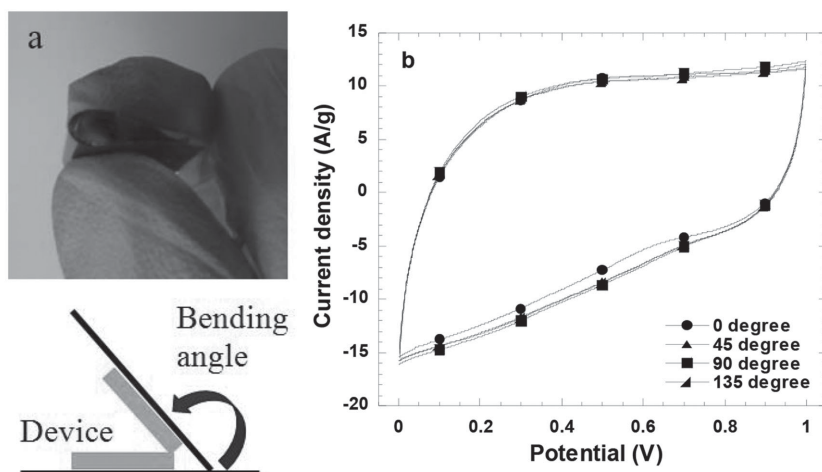 a
Bending
angle
Device
b
Current density (A/g)
15
10
5
0
-5
-10
-15
-20
0 degree
45 degree
90 degree
135 degree
0 0.2 0.4 0.6 0.8 1
Potential (V)